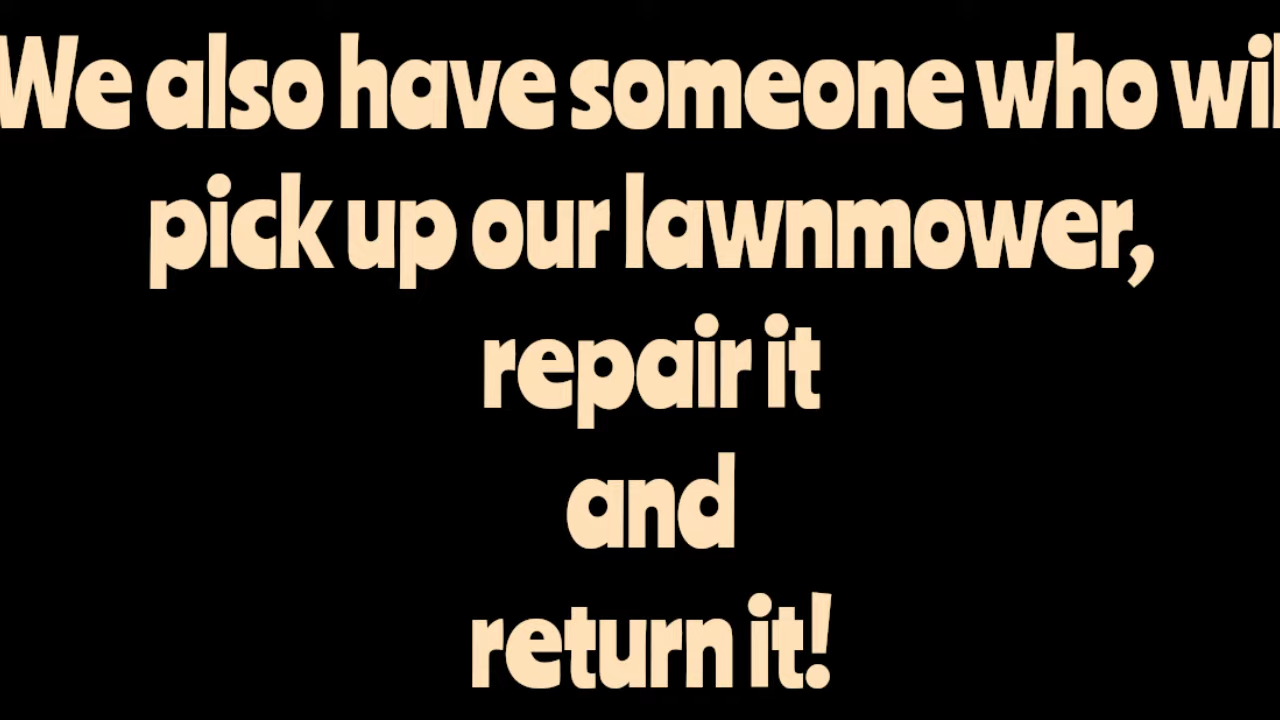 We also have someone who wil
pick up our lawnmower,
repair it
and
return it!